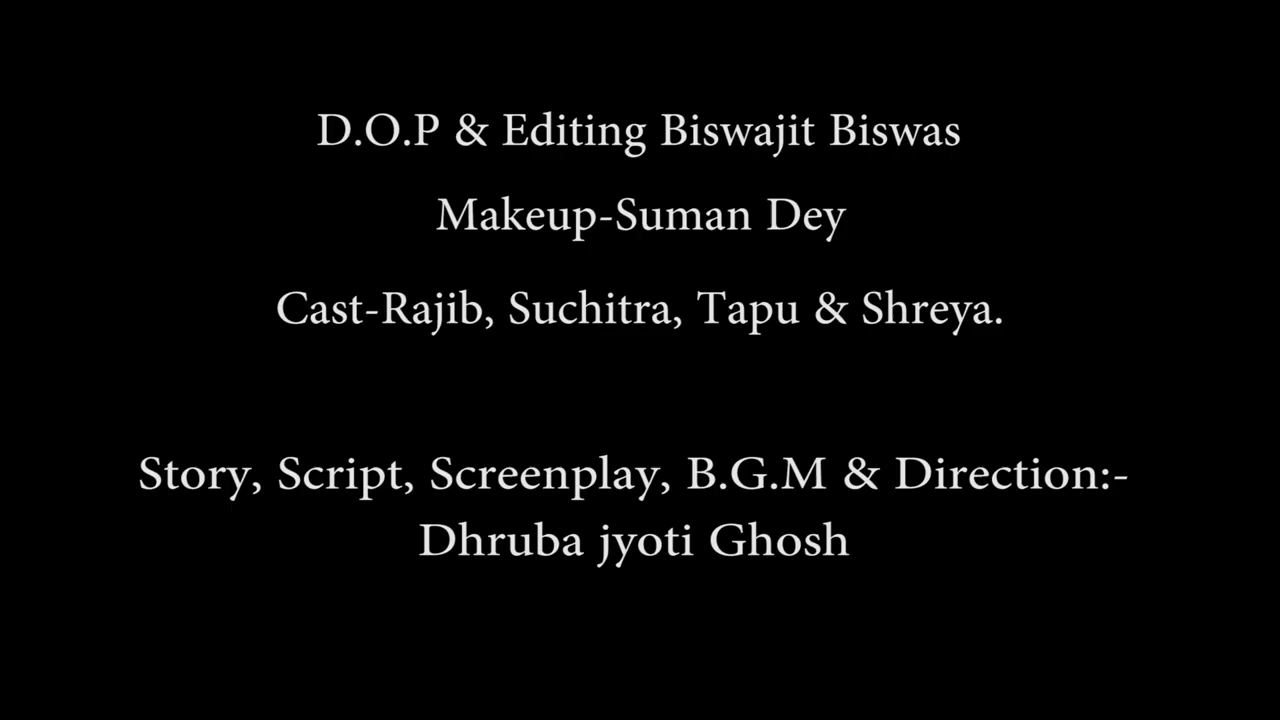 D.O.P & Editing Biswajit Biswas
Makeup-Suman Dey
Cast-Rajib, Suchitra, Tapu & Shreya.
Story, Script, Screenplay, B.G.M & Direction:-
Dhruba jyoti Ghosh